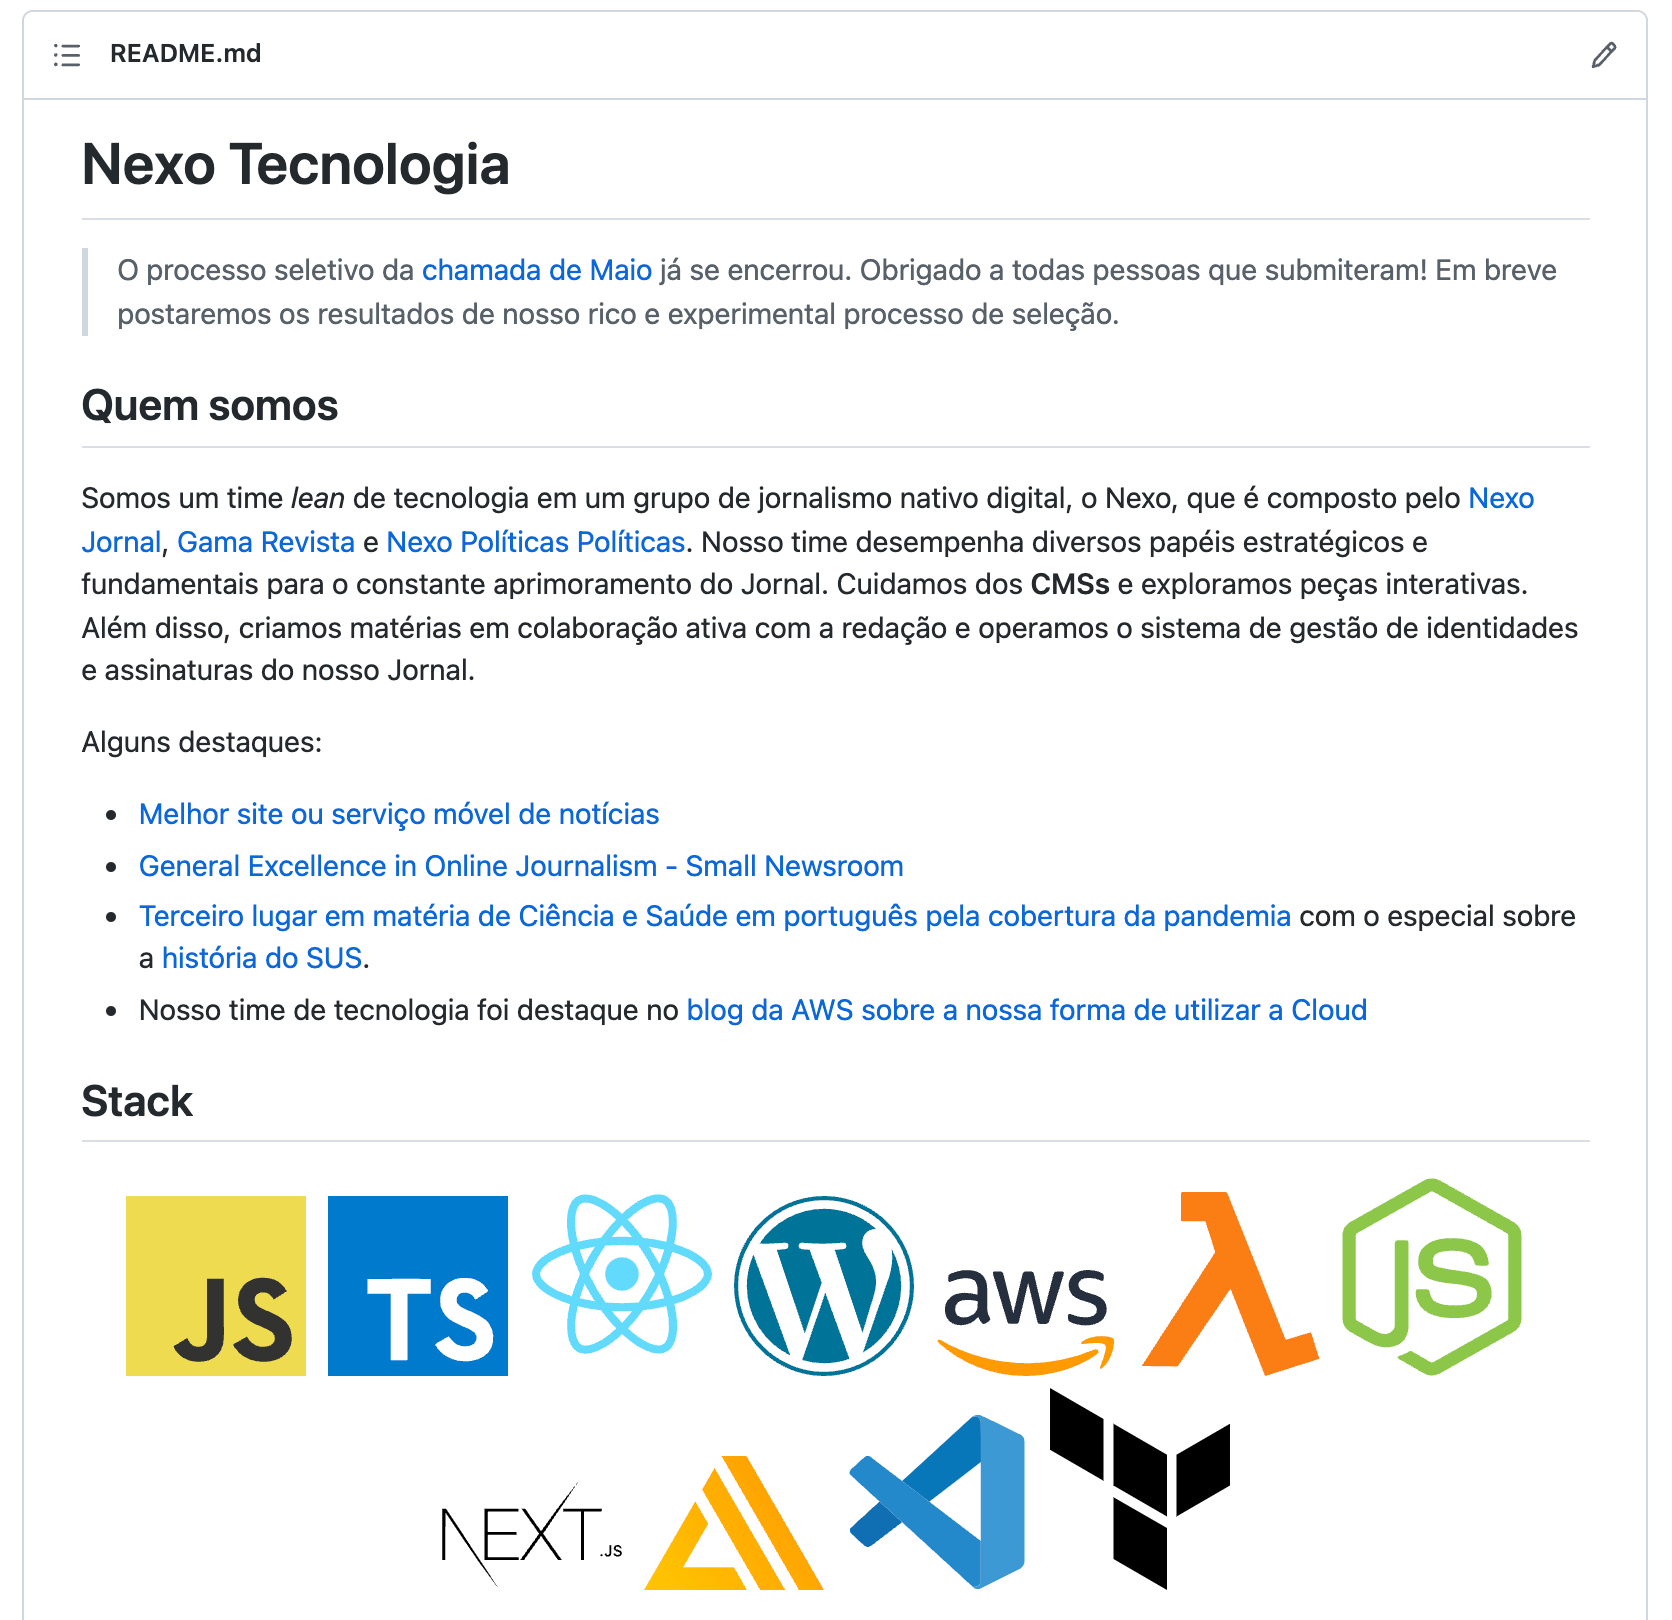 README.md
Nexo Tecnologia
O processo seletivo da chamada de Maio já se encerrou. Obrigado a todas pessoas que submiteram! Em breve
postaremos os resultados de nosso rico e experimental processo de seleção.
Quem somos
Somos um time lean de tecnologia em um grupo de jornalismo nativo digital, o Nexo, que é composto pelo Nexo
Jornal, Gama Revista e Nexo Políticas Políticas. Nosso time desempenha diversos papéis estratégicos e
fundamentais para o constante aprimoramento do Jornal. Cuidamos dos CMSs e exploramos peças interativas.
Além disso, criamos matérias em colaboração ativa com a redação e operamos o sistema de gestão de identidades
e assinaturas do nosso Jornal.
Alguns destaques:
• Melhor site ou serviço móvel de notícias
• General Excellence in Online Journalism - Small Newsroom
• Terceiro lugar em matéria de Ciência e Saúde em português pela cobertura da pandemia com o especial sobre
a história do SUS.
• Nosso time de tecnologia foi destaque no blog da AWS sobre a nossa forma de utilizar a Cloud
Stack
JS TS W aws λ JS
NEXT.JS